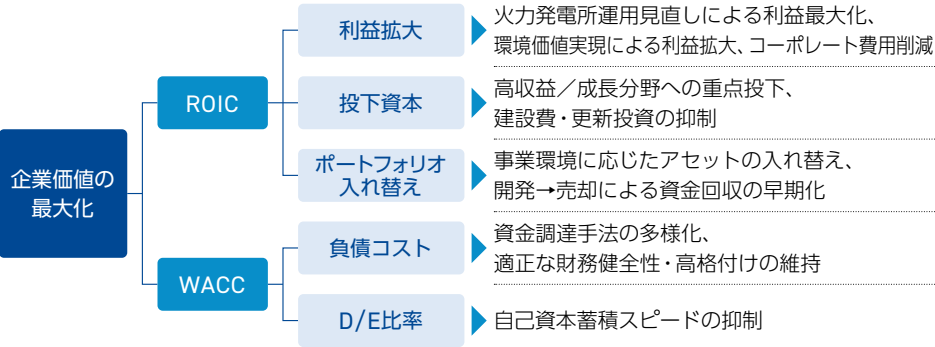 企業価値の
最大化
ROIC
利益拡大
火力発電所運用見直しによる利益最大化、
環境価値実現による利益拡大、コーポレート費用削減
投下資本
高収益／成長分野への重点投下、
建設費・更新投資の抑制
ポートフォリオ
入れ替え
事業環境に応じたアセットの入れ替え、
開発→売却による資金回収の早期化
WACC
負債コスト
資金調達手法の多様化、
適正な財務健全性・高格付けの維持
D/E比率
自己資本蓄積スピードの抑制